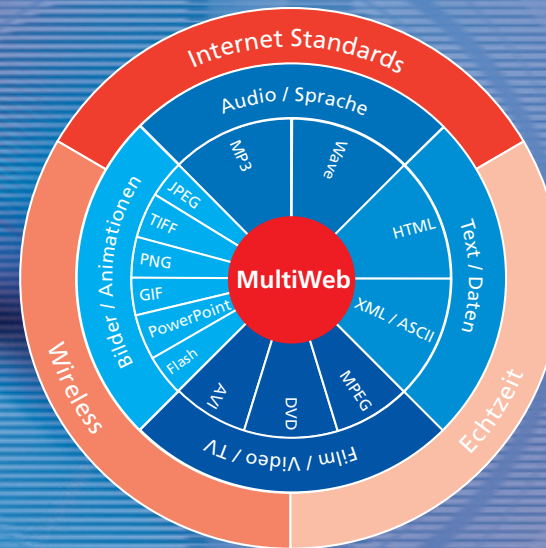 Internet Standards
Audio / Sprache
MP3
Wave
Bilder / Animationen
JPEG
TIFF
PNG
GIF
PowerPoint
Flash
MultiWeb
HTML
XML / ASCII
Text / Daten
AVI
DVD
MPEG
Film / Video / TV
Wireless
Echtzeit